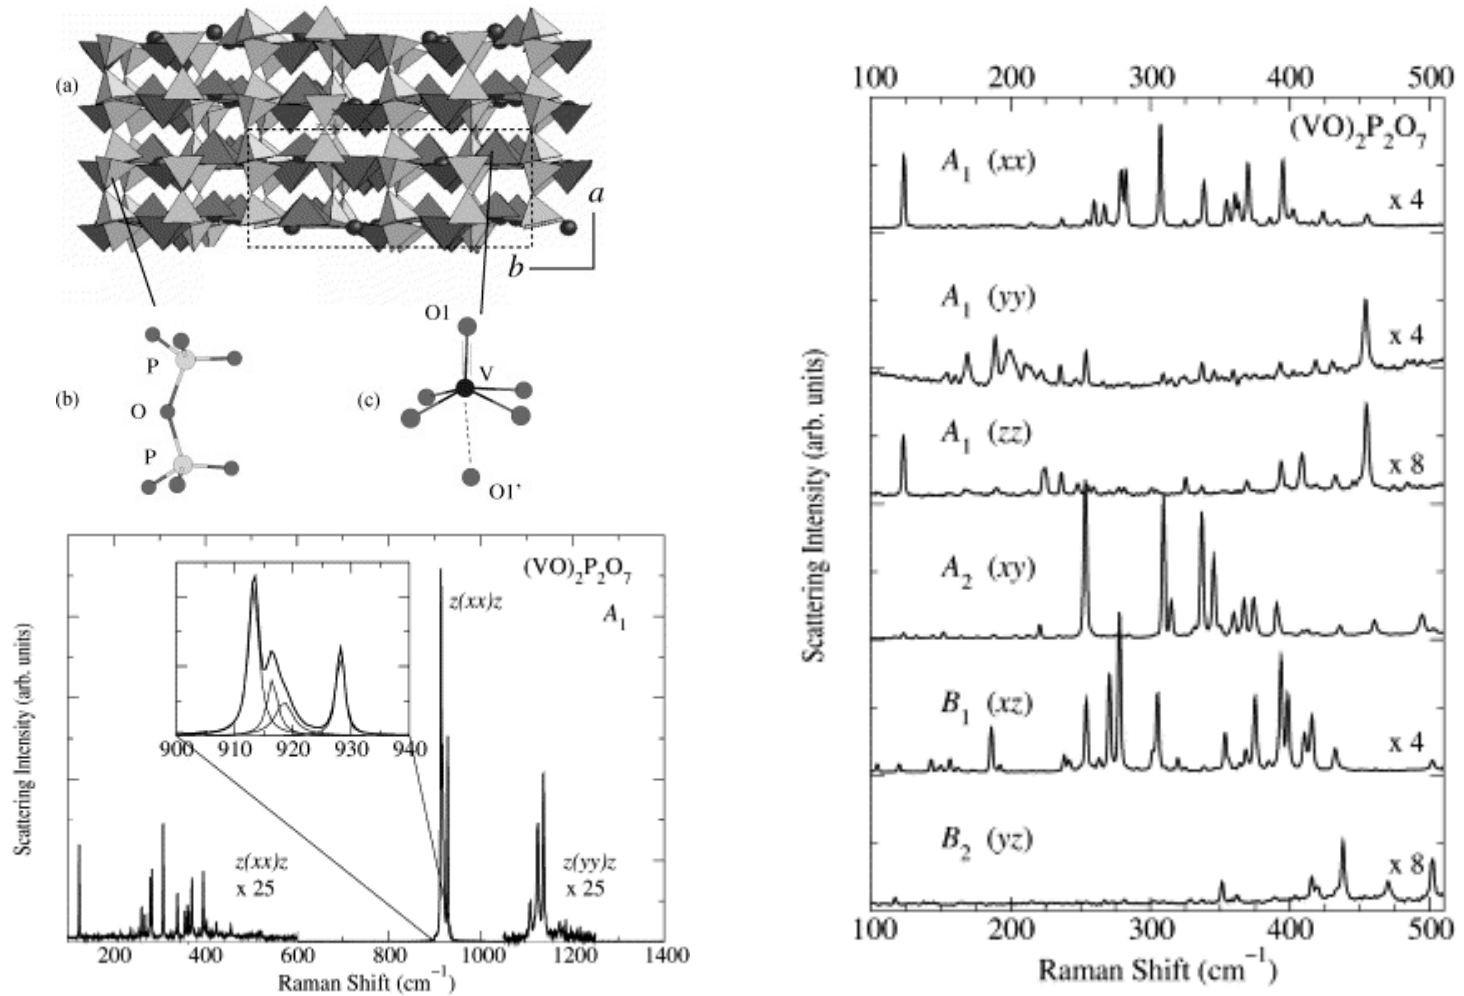 (a)
a
b
O1
P
V
(b)
O
(c)
P
O1'
(VO)2P2O7
z(xx)z
A1
900 910 920 930 940
z(xx)z
x 25
z(yy)z
x 25
200 400 600 800 1000 1200 1400
Raman Shift (cm−1)
Scattering Intensity (arb. units)
100 200 300 400 500
(VO)2P2O7
A1 (xx)
x 4
A1 (yy)
x 4
A1 (zz)
x 8
A2 (xy)
B1 (xz)
x 4
B2 (yz)
x 8
100 200 300 400 500
Raman Shift (cm−1)
Scattering Intensity (arb. units)